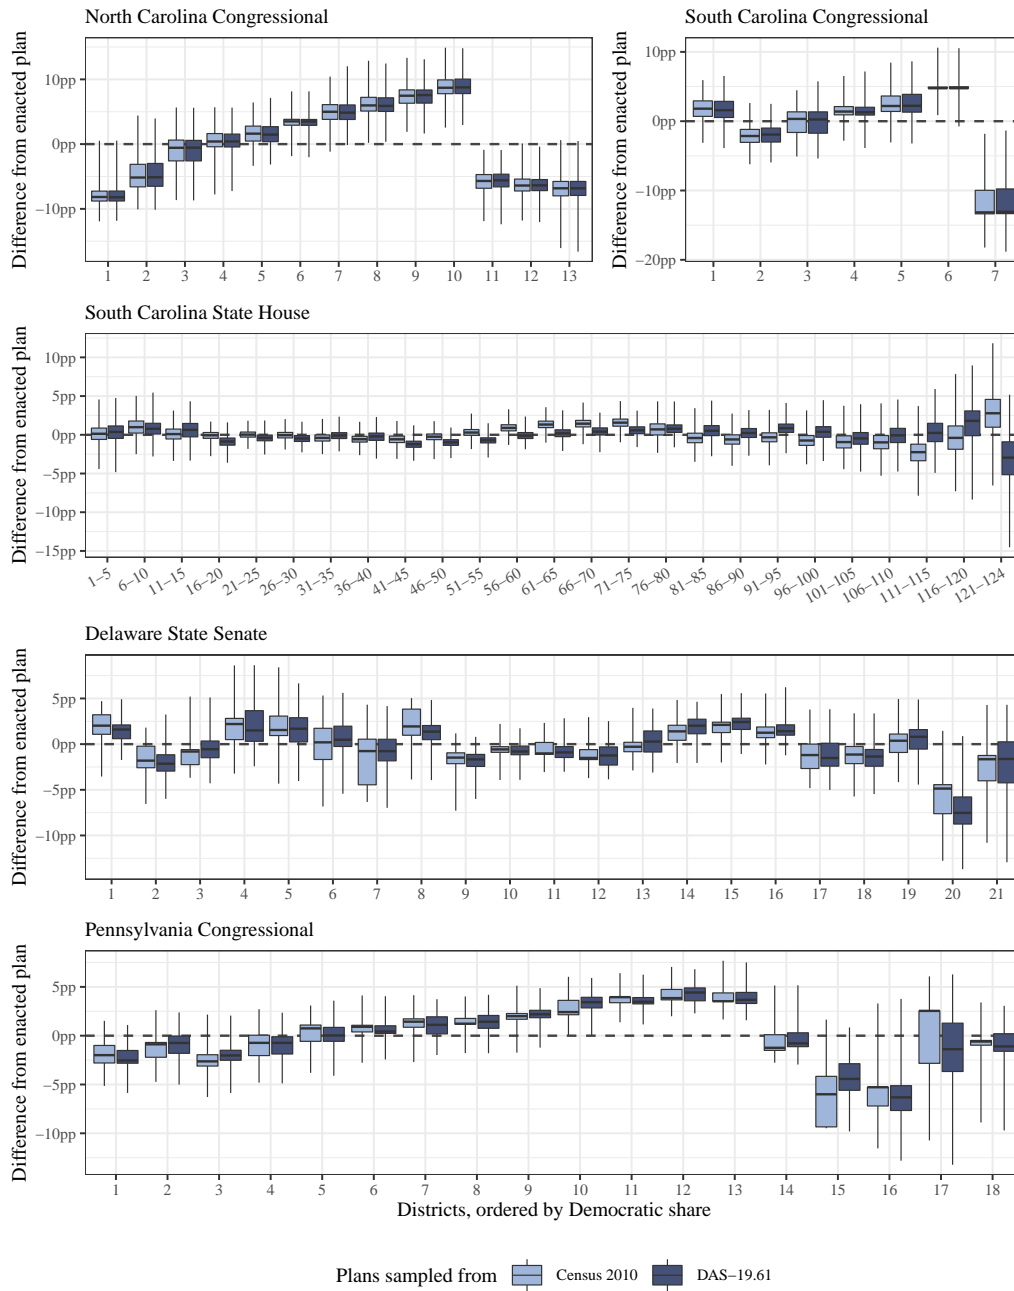 North Carolina Congressional
South Carolina Congressional
Difference from enacted plan
10pp
0pp
−10pp
1 2 3 4 5 6 7 8 9 10 11 12 13
Difference from enacted plan
10pp
0pp
−10pp
−20pp
1 2 3 4 5 6 7
South Carolina State House
Difference from enacted plan
10pp
5pp
0pp
−5pp
−10pp
−15pp
1−5 6−10 11−15 16−20 21−25 26−30 31−35 36−40 41−45 46−50 51−55 56−60 61−65 66−70 71−75 76−80 81−85 86−90 91−95 96−100 101−105 106−110 111−115 116−120 121−124
Delaware State Senate
Difference from enacted plan
5pp
0pp
−5pp
−10pp
1 2 3 4 5 6 7 8 9 10 11 12 13 14 15 16 17 18 19 20 21
Pennsylvania Congressional
Difference from enacted plan
5pp
0pp
−5pp
−10pp
1 2 3 4 5 6 7 8 9 10 11 12 13 14 15 16 17 18
Districts, ordered by Democratic share
Plans sampled from Census 2010 DAS−19.61